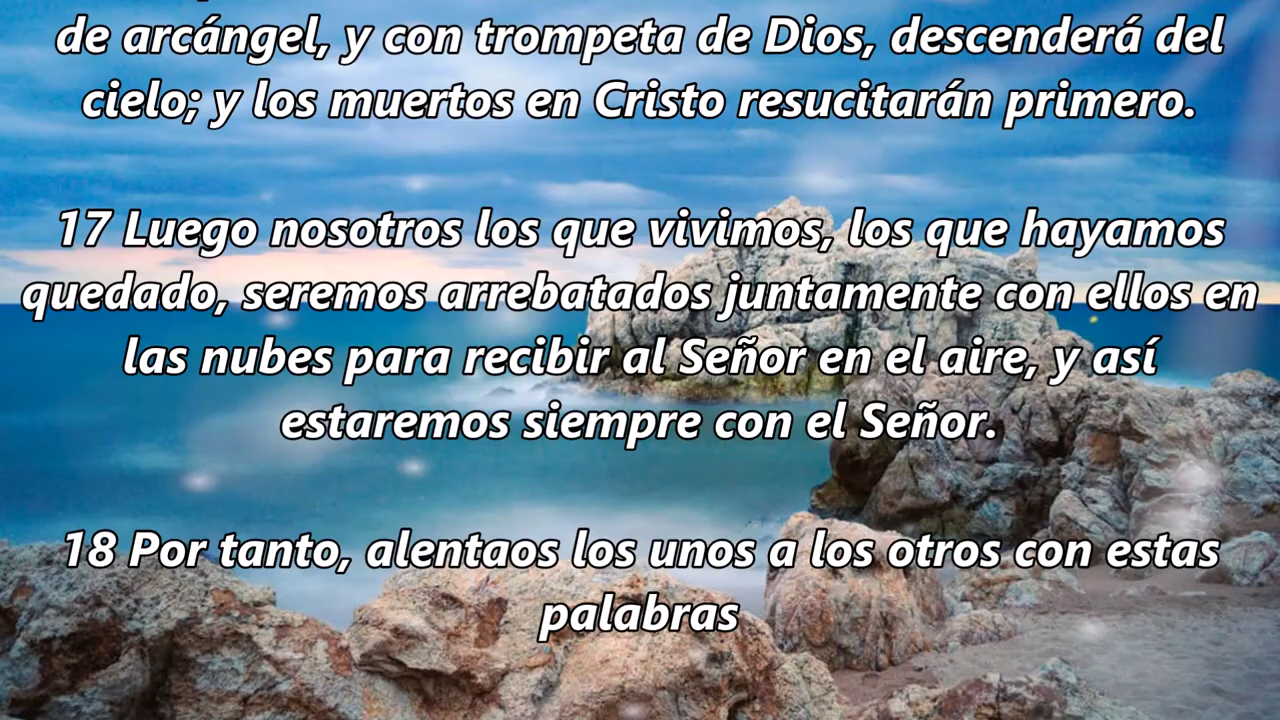 de arcángel, y con trompeta de Dios, descenderá del
cielo; y los muertos en Cristo resucitarán primero.
17 Luego nosotros los que vivimos, los que hayamos
quedado, seremos arrebatados juntamente con ellos en
las nubes para recibir al Señor en el aire, y así
estaremos siempre con el Señor.
18 Por tanto, alentaos los unos a los otros con estas
palabras